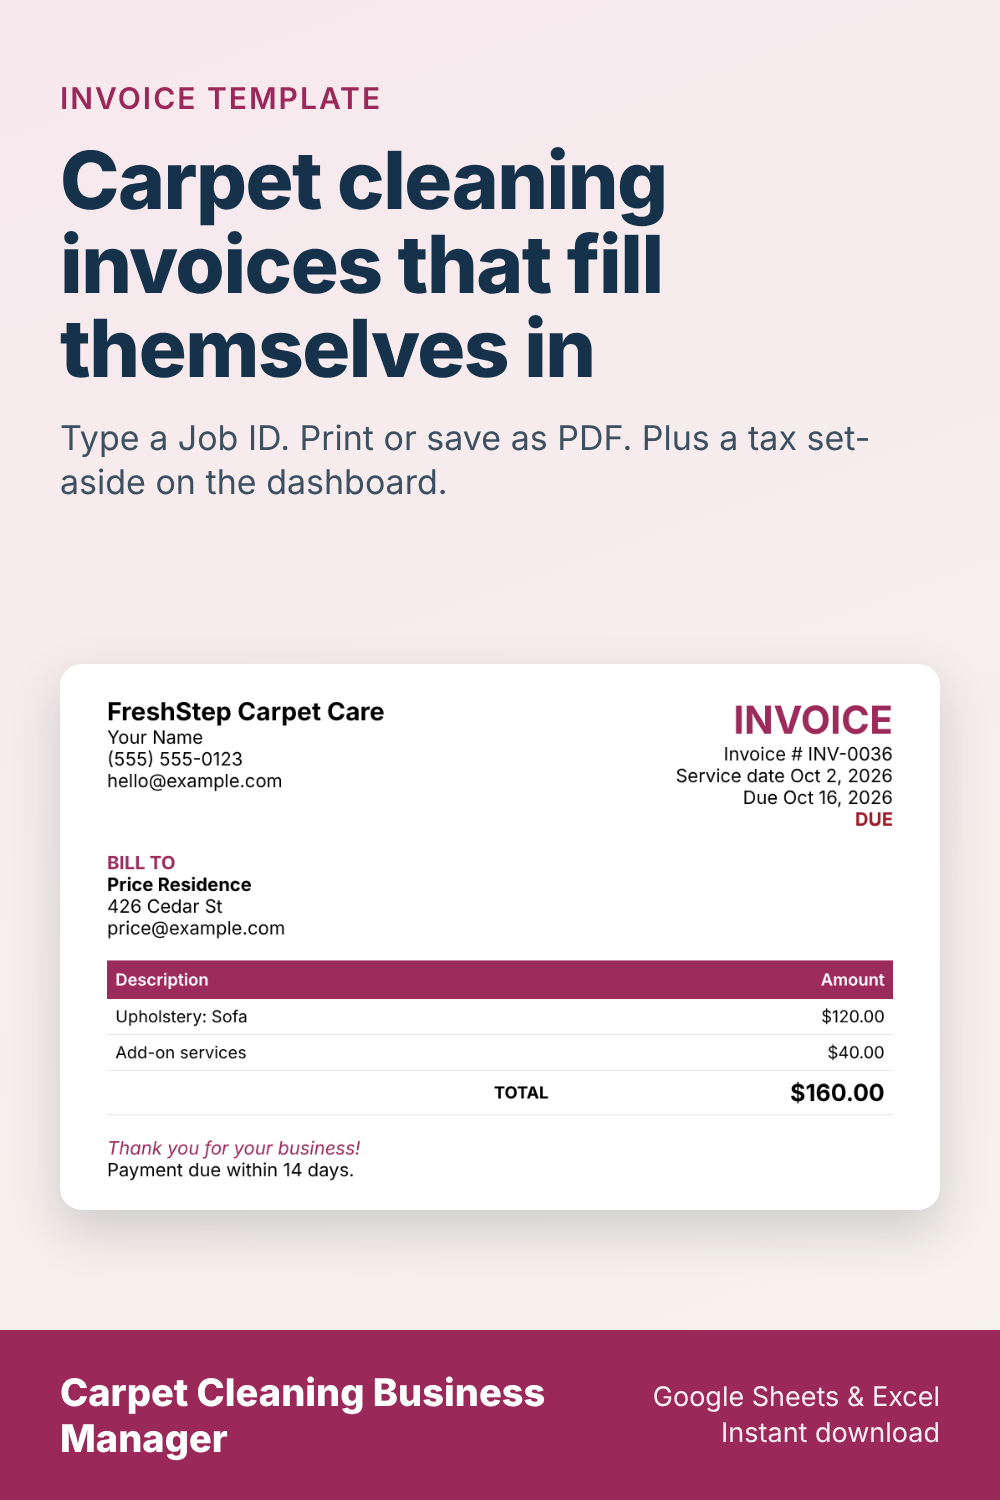 INVOICE TEMPLATE
Carpet cleaning
invoices that fill
themselves in
Type a Job ID. Print or save as PDF. Plus a tax set-
aside on the dashboard.
FreshStep Carpet Care
Your Name
(555) 555-0123
hello@example.com
INVOICE
Invoice # INV-0036
Service date Oct 2, 2026
Due Oct 16, 2026
DUE
BILL TO
Price Residence
426 Cedar St
price@example.com
Description Amount
Upholstery: Sofa $120.00
Add-on services $40.00
TOTAL $160.00
Thank you for your business!
Payment due within 14 days.
Carpet Cleaning Business
Manager
Google Sheets & Excel
Instant download